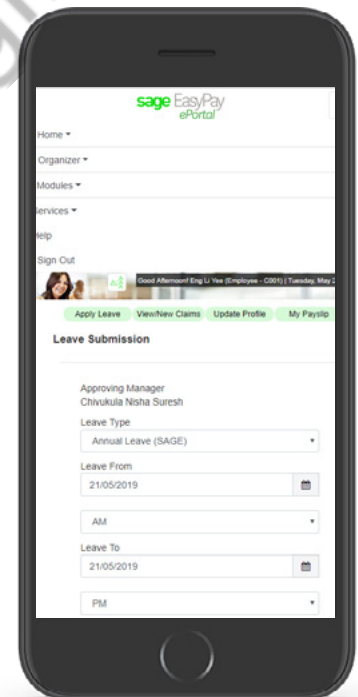 sage EasyPay
ePortal
Home
Organizer
Modules
Services
Help
Sign Out
Good Afternoon! Eng Li Yee (Employee - C001) | Tuesday, May 2
Apply Leave View/New Claims Update Profile My Payslip
Leave Submission
Approving Manager
Chivukula Nisha Suresh
Leave Type
Annual Leave (SAGE)
Leave From
21/05/2019
AM
Leave To
21/05/2019
PM